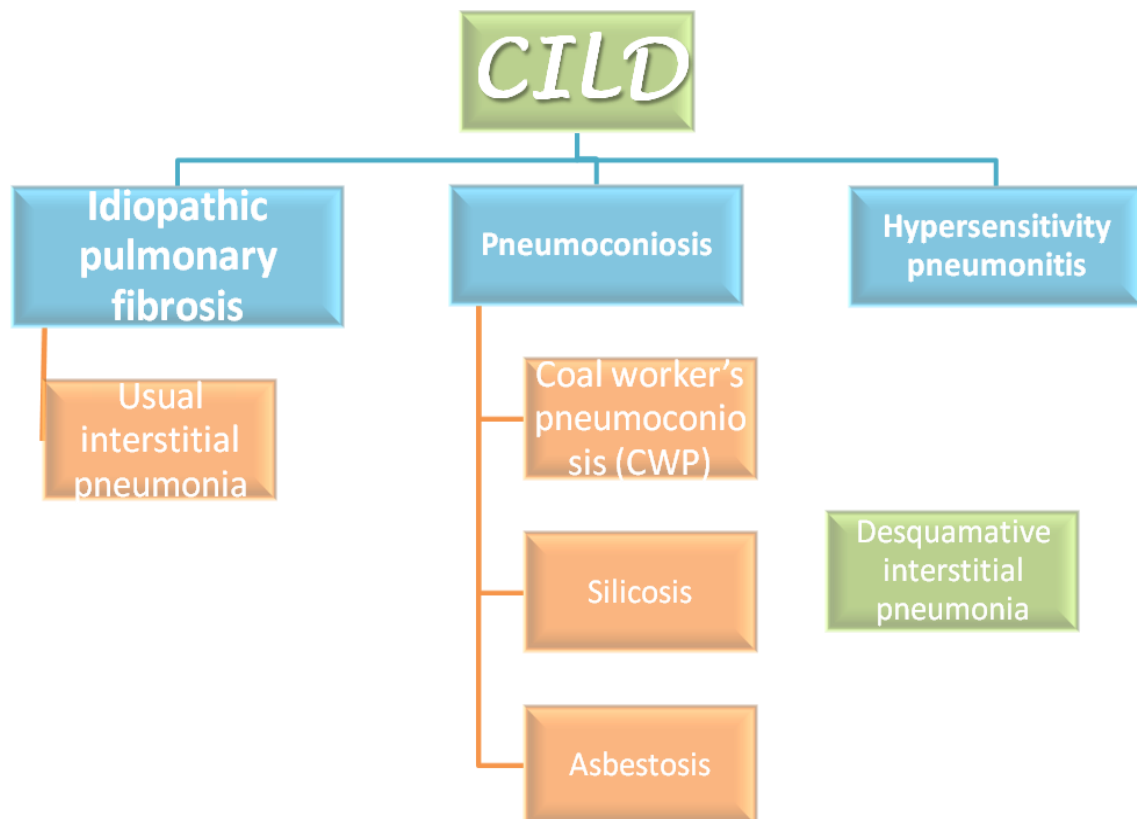 CILD
Idiopathic
pulmonary
fibrosis
Pneumoconiosis
Hypersensitivity
pneumonitis
Usual
interstitial
pneumonia
Coal worker’s
pneumoconio
sis (CWP)
Silicosis
Asbestosis
Desquamative
interstitial
pneumonia